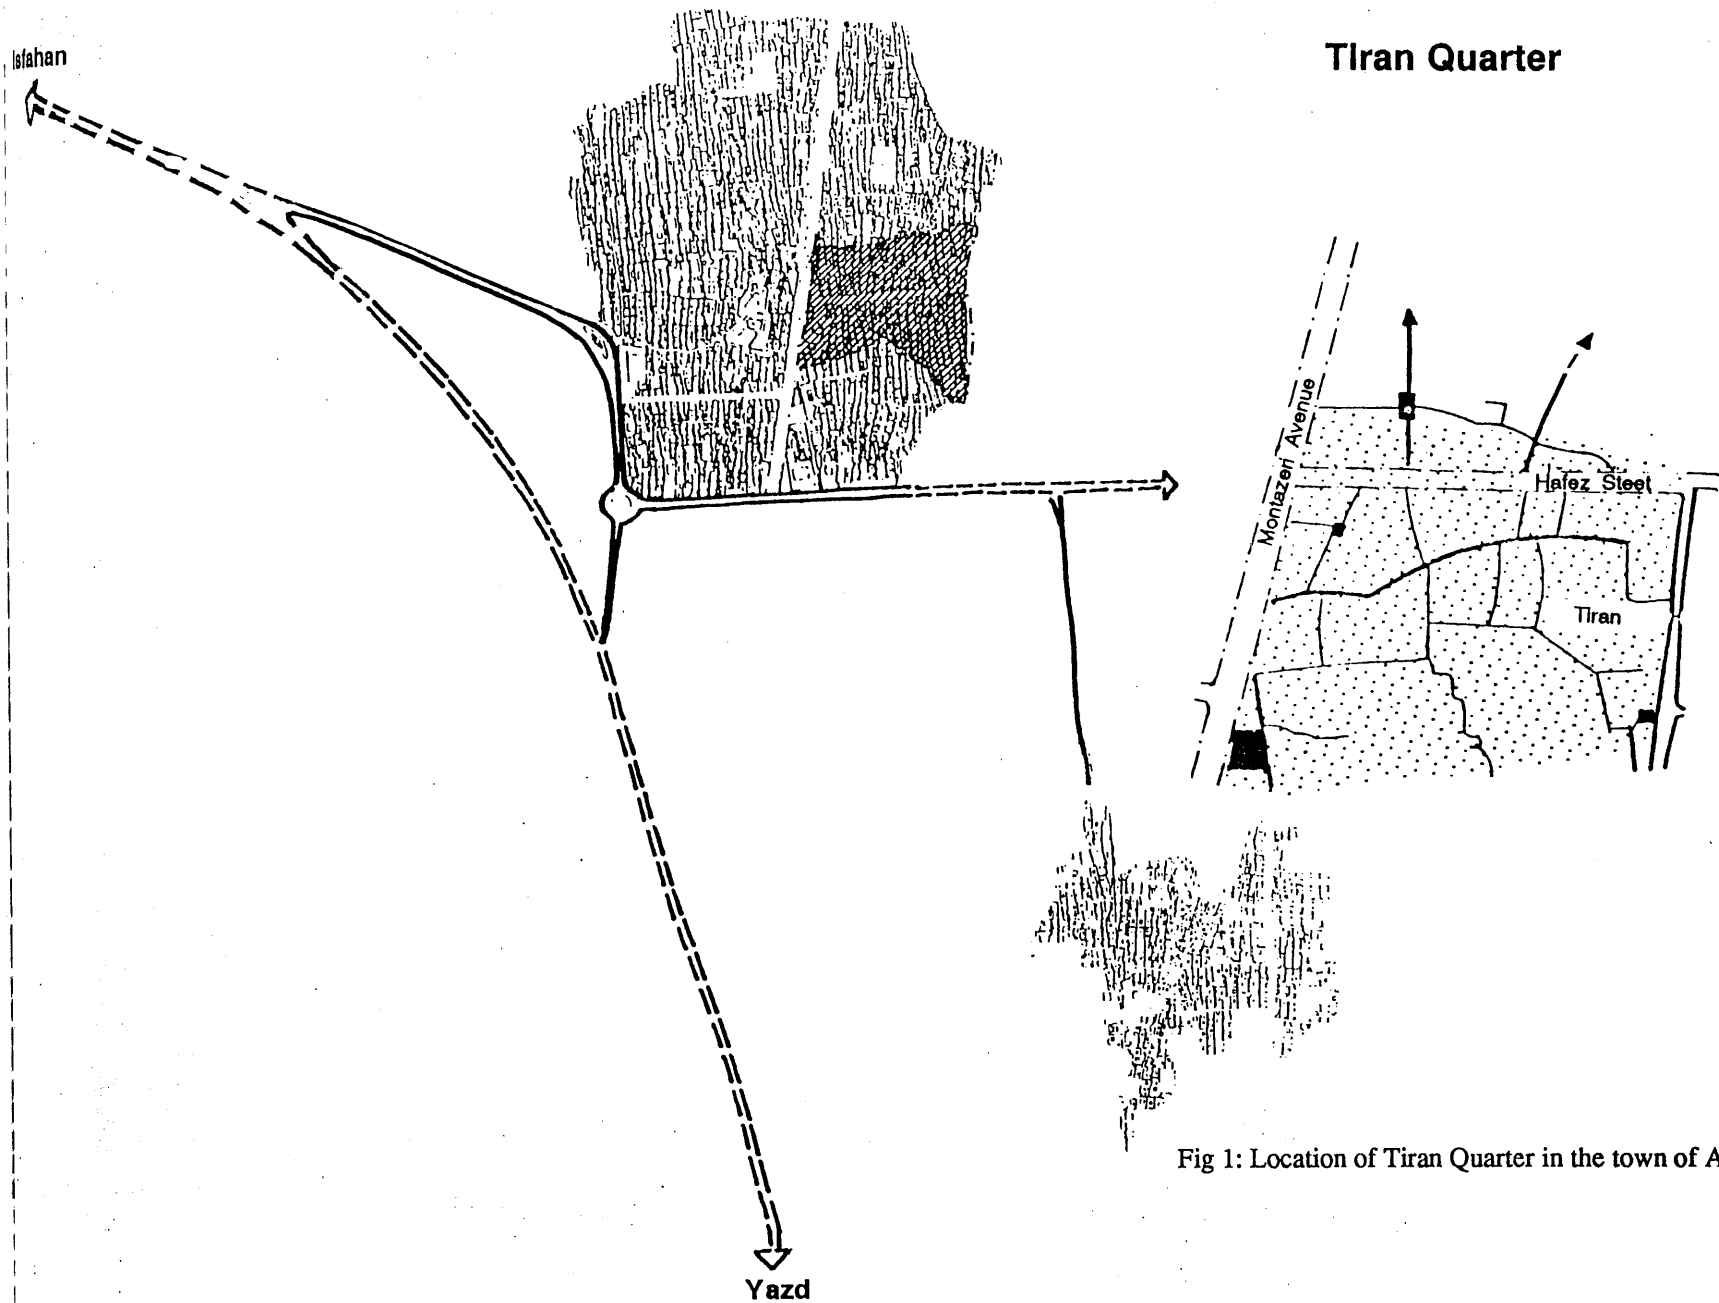 Isfahan
Tiran Quarter
Montazeri Avenue
Hafez Steet
Tiran
Fig 1: Location of Tiran Quarter in the town of A
Yazd